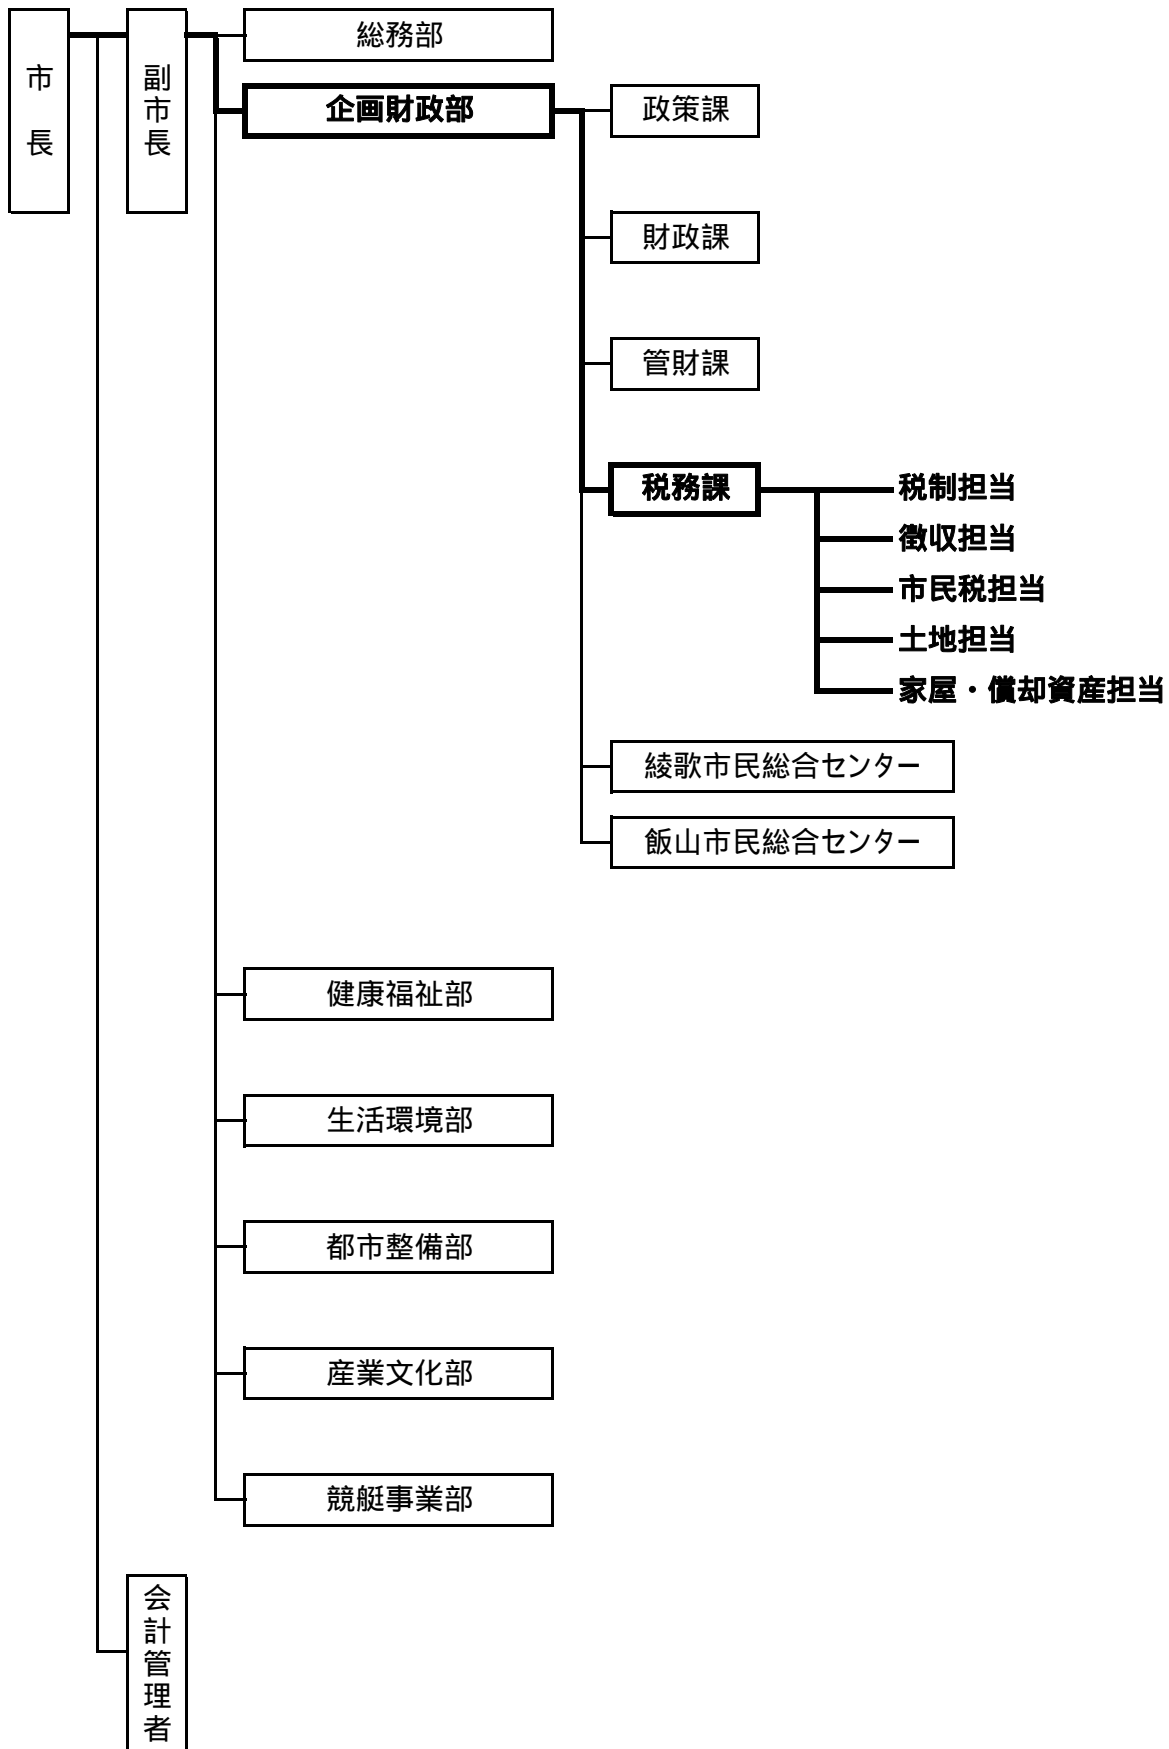 市長
副市長
総務部
企画財政部
政策課
財政課
管財課
税務課
税制担当
徴収担当
市民税担当
土地担当
家屋・償却資産担当
綾歌市民総合センター
飯山市民総合センター
健康福祉部
生活環境部
都市整備部
産業文化部
競艇事業部
会計管理者